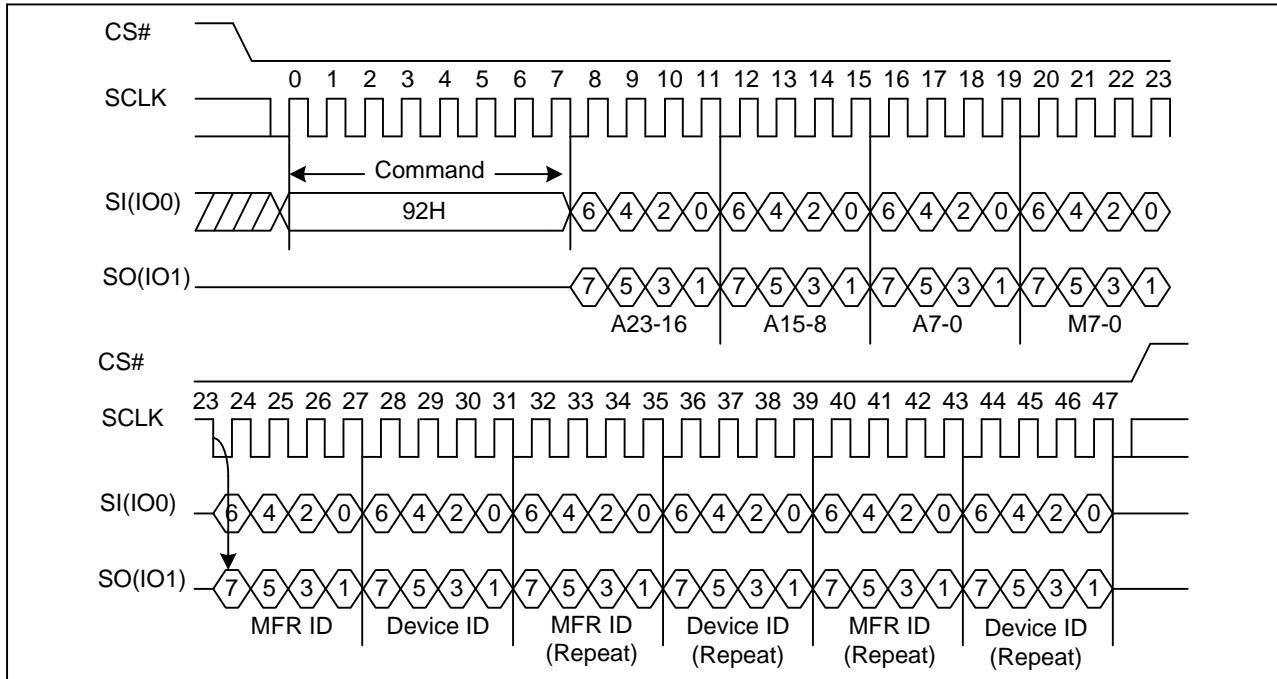 CS#
0 1 2 3 4 5 6 7 8 9 10 11 12 13 14 15 16 17 18 19 20 21 22 23
SCLK
Command
SI(IO0) 92H 6 4 2 0 6 4 2 0 6 4 2 0 6 4 2 0
SO(IO1) 7 5 3 1 7 5 3 1 7 5 3 1 7 5 3 1
A23-16 A15-8 A7-0 M7-0
CS#
23 24 25 26 27 28 29 30 31 32 33 34 35 36 37 38 39 40 41 42 43 44 45 46 47
SCLK
SI(IO0) 6 4 2 0 6 4 2 0 6 4 2 0 6 4 2 0 6 4 2 0 6 4 2 0
SO(IO1) 7 5 3 1 7 5 3 1 7 5 3 1 7 5 3 1 7 5 3 1 7 5 3 1
MFR ID Device ID MFR ID Device ID MFR ID Device ID
(Repeat) (Repeat) (Repeat) (Repeat)